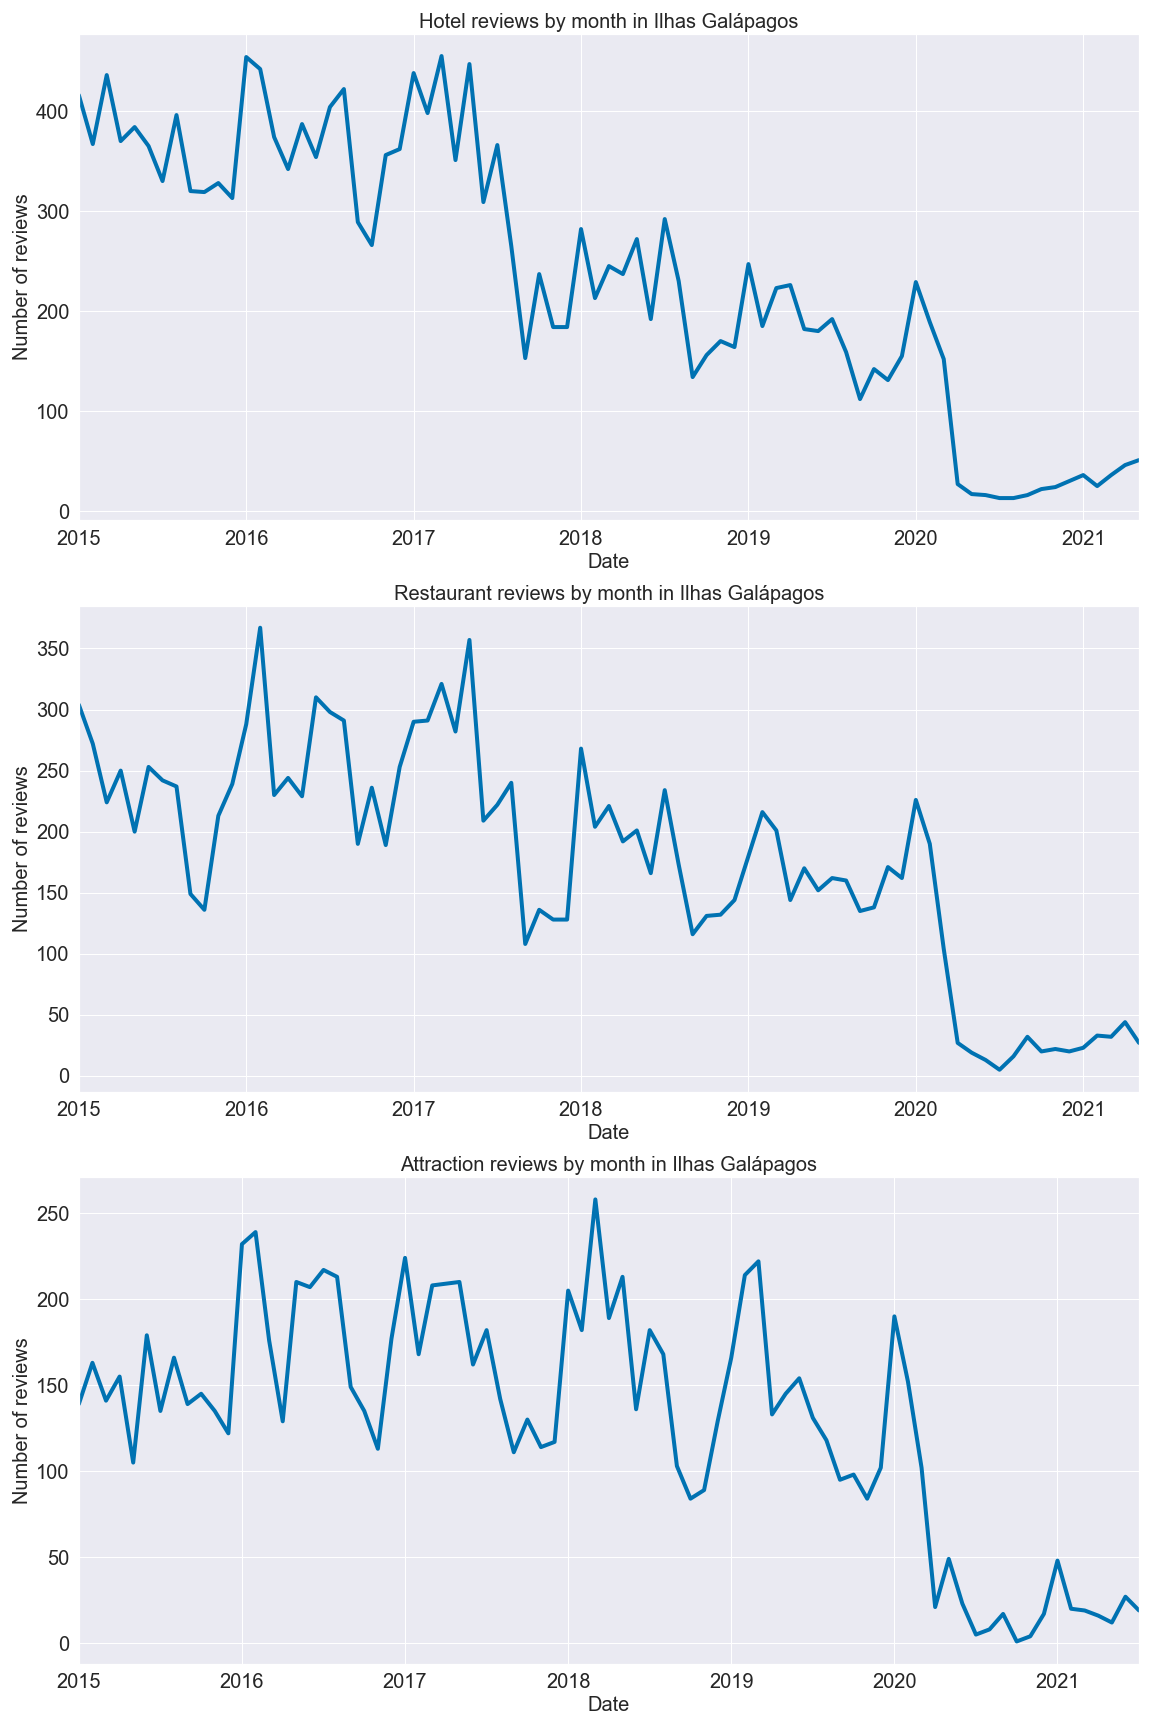 Hotel reviews by month in Ilhas Galápagos
Number of reviews
400
300
200
100
0
2015 2016 2017 2018 2019 2020 2021
Date
Restaurant reviews by month in Ilhas Galápagos
Number of reviews
350
300
250
200
150
100
50
0
2015 2016 2017 2018 2019 2020 2021
Date
Attraction reviews by month in Ilhas Galápagos
Number of reviews
250
200
150
100
50
0
2015 2016 2017 2018 2019 2020 2021
Date